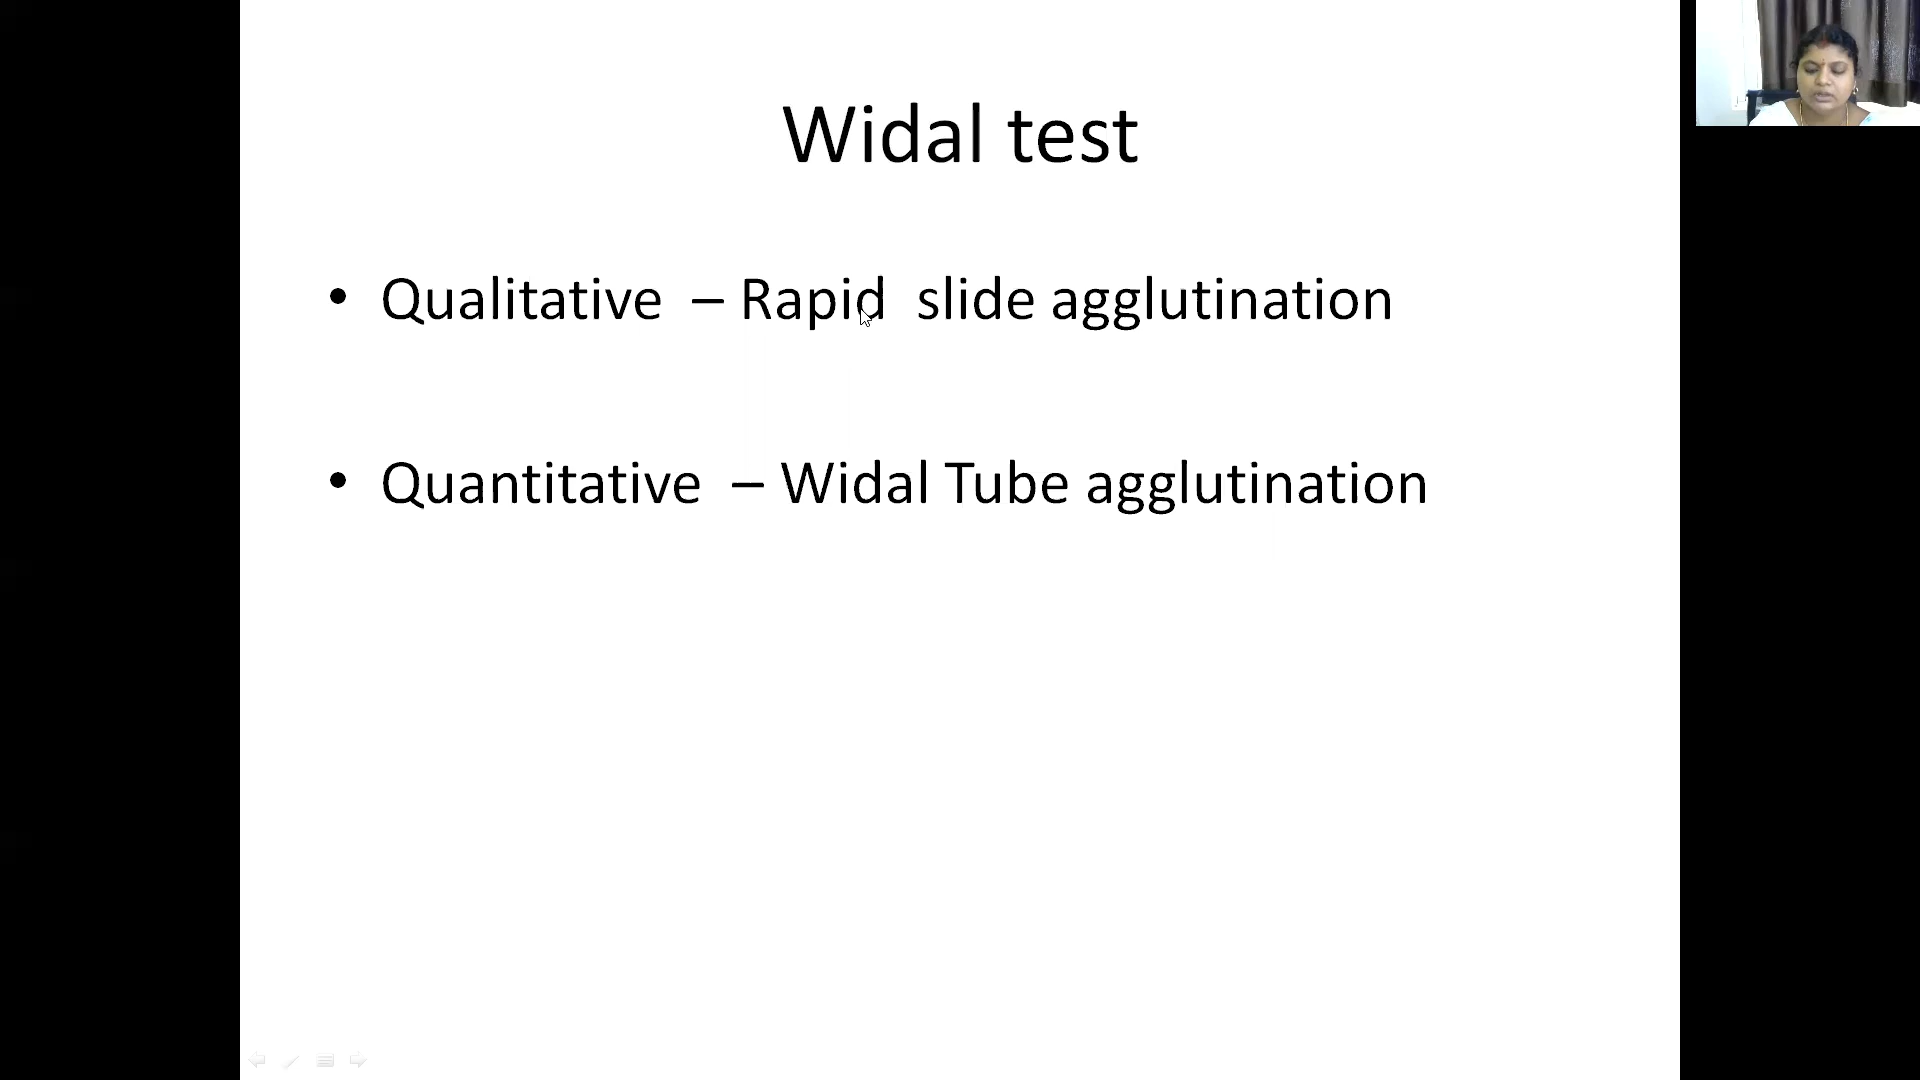 Widal test
• Qualitative – Rapid slide agglutination
• Quantitative – Widal Tube agglutination